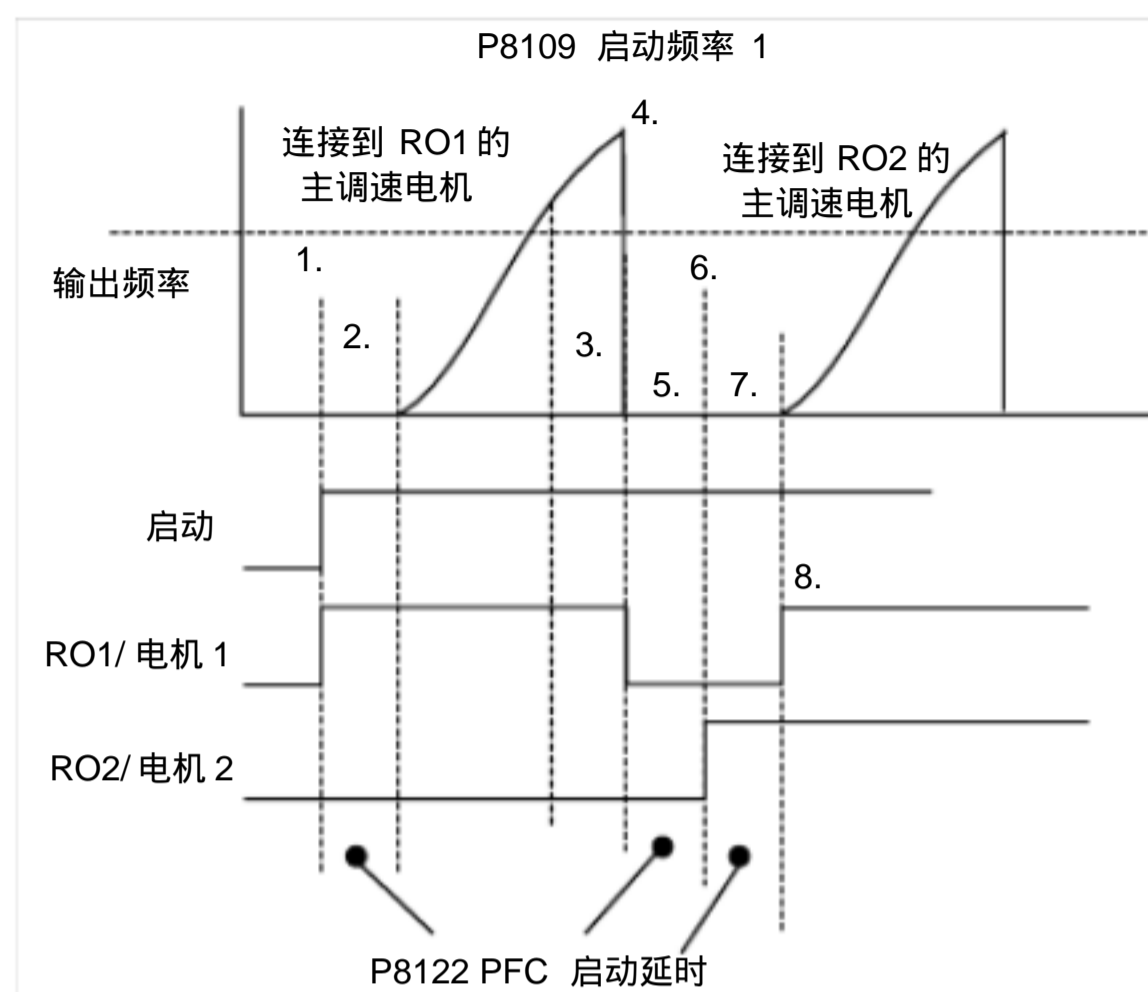 P8109 启动频率 1
4.
连接到 RO1 的
主调速电机
连接到 RO2 的
主调速电机
1.
6.
输出频率
2.
3.
5.
7.
启动
8.
RO1/ 电机 1
RO2/ 电机 2
P8122 PFC 启动延时